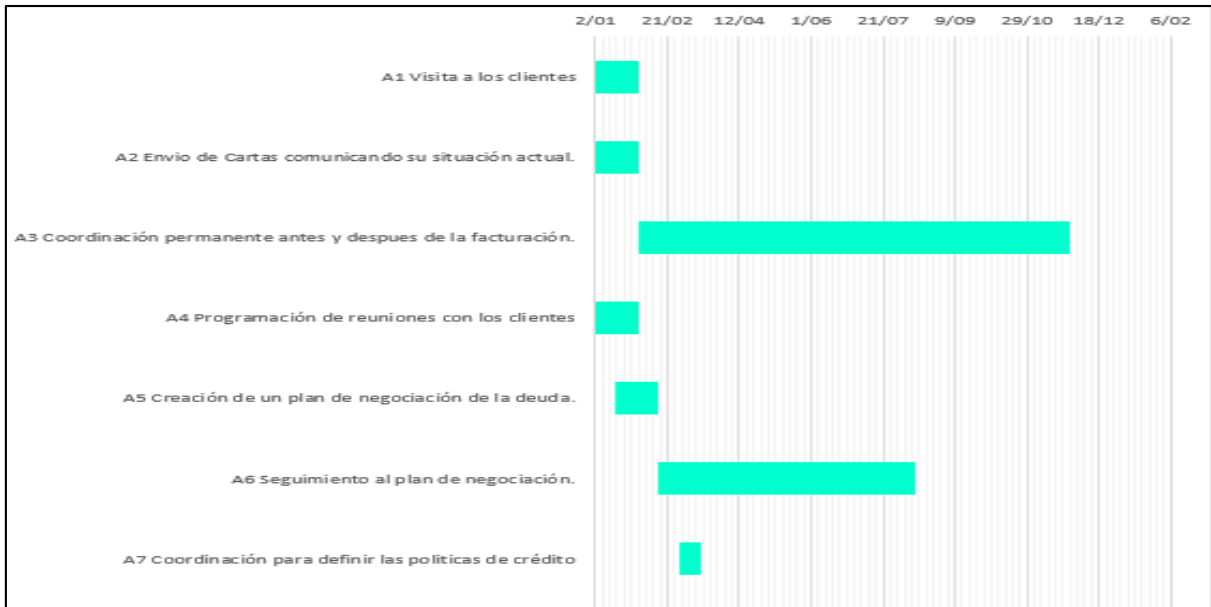 2/01 21/02 12/04 1/06 21/07 9/09 29/10 18/12 6/02
A1 Visita a los clientes
A2 Envio de Cartas comunicando su situación actual.
A3 Coordinación permanente antes y despues de la facturación.
A4 Programación de reuniones con los clientes
A5 Creación de un plan de negociación de la deuda.
A6 Seguimiento al plan de negociación.
A7 Coordinación para definir las politicas de crédito